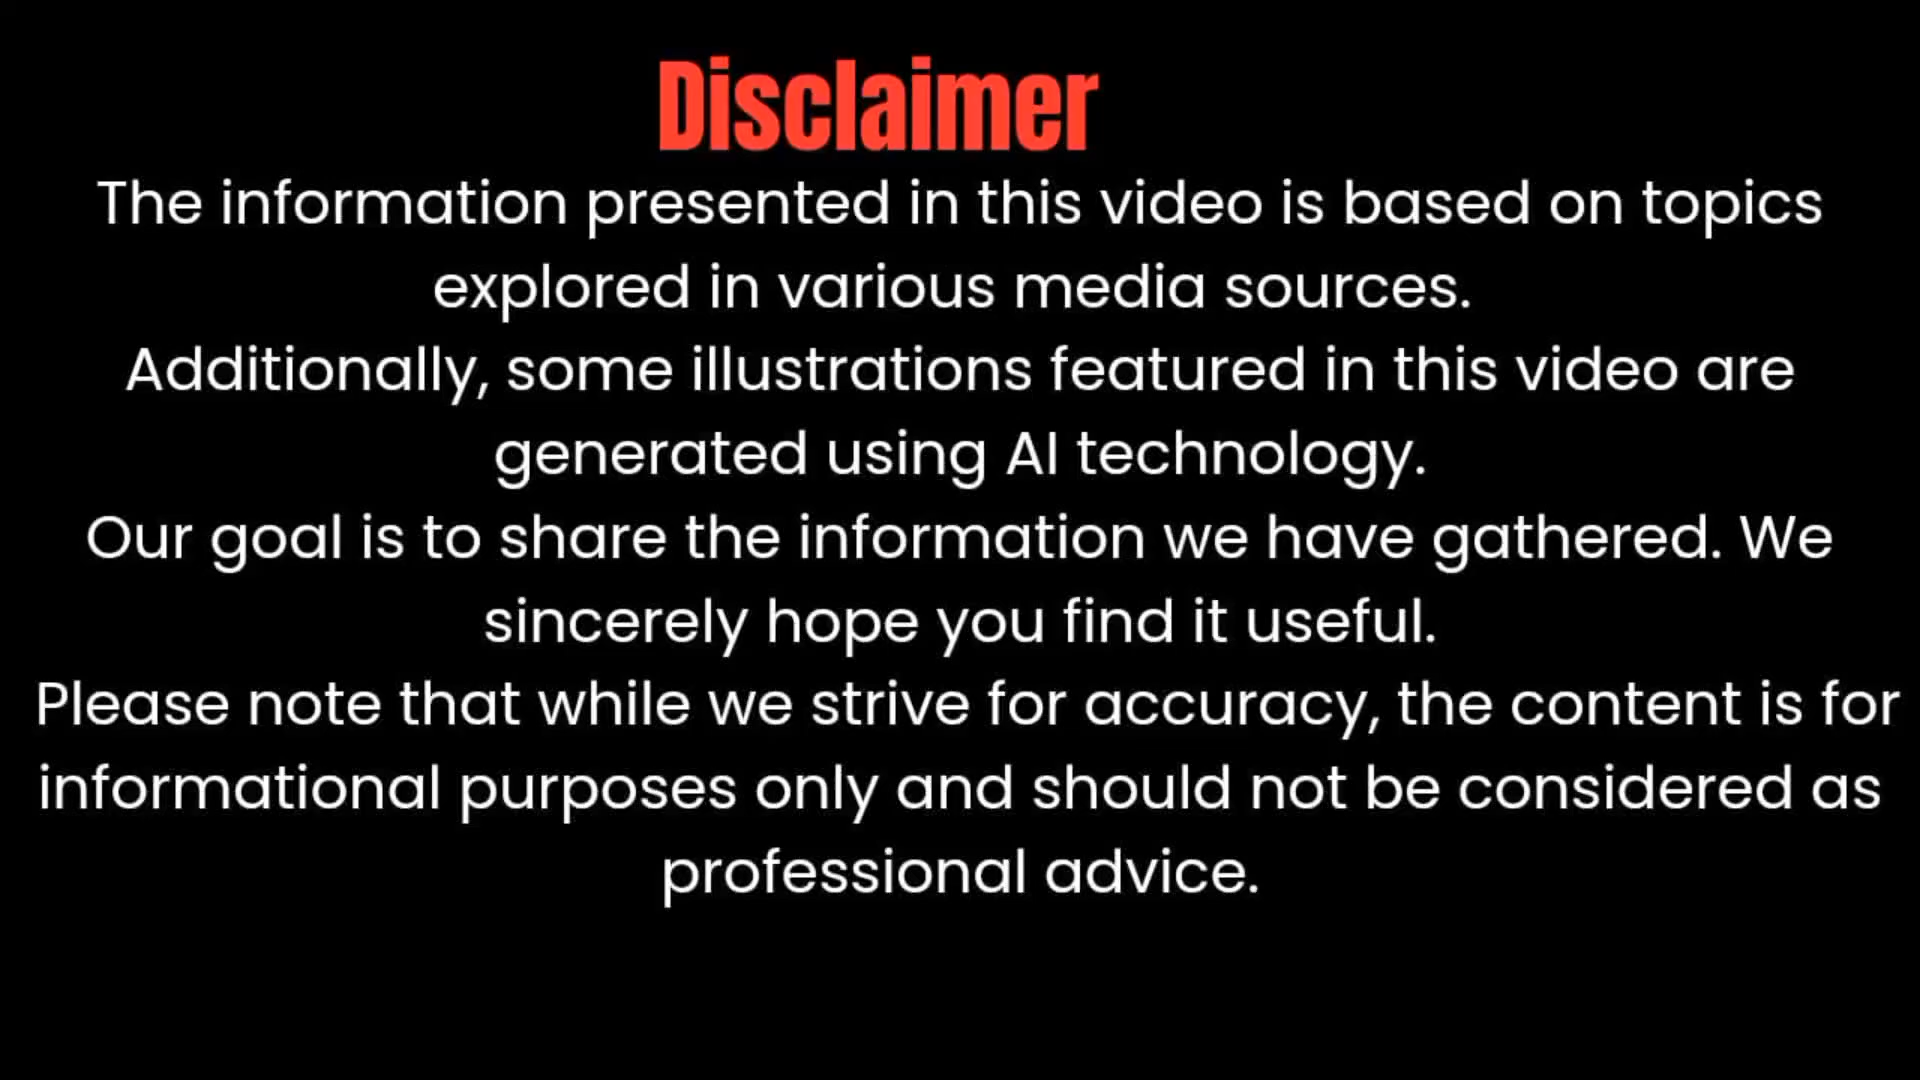 Disclaimer
The information presented in this video is based on topics
explored in various media sources.
Additionally, some illustrations featured in this video are
generated using AI technology.
Our goal is to share the information we have gathered. We
sincerely hope you find it useful.
Please note that while we strive for accuracy, the content is for
informational purposes only and should not be considered as
professional advice.